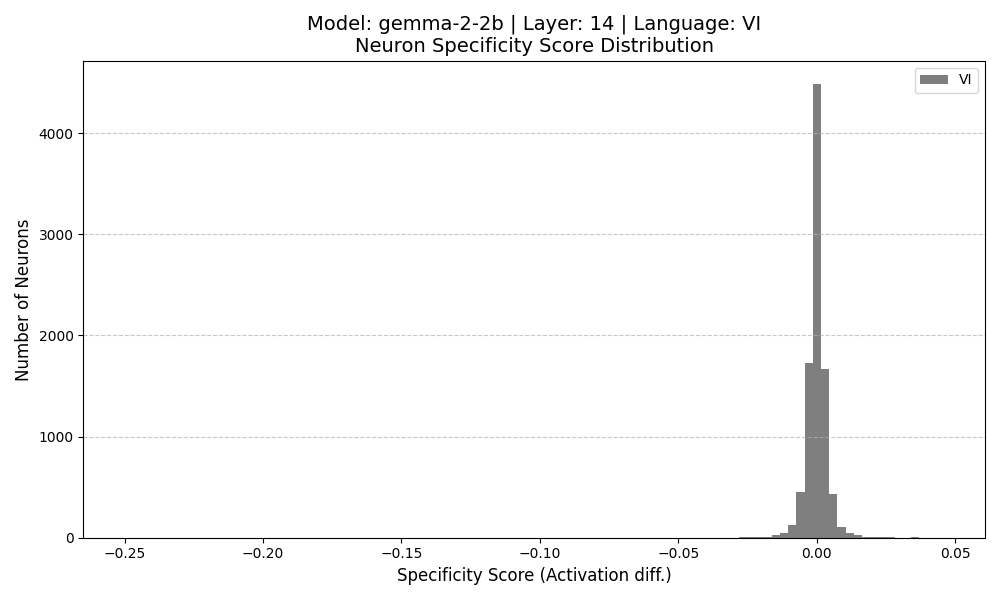 Model: gemma-2-2b | Layer: 14 | Language: VI
Neuron Specificity Score Distribution
VI
Number of Neurons
4000
3000
2000
1000
0
−0.25
−0.20
−0.15
−0.10
−0.05
0.00
0.05
Specificity Score (Activation diff.)